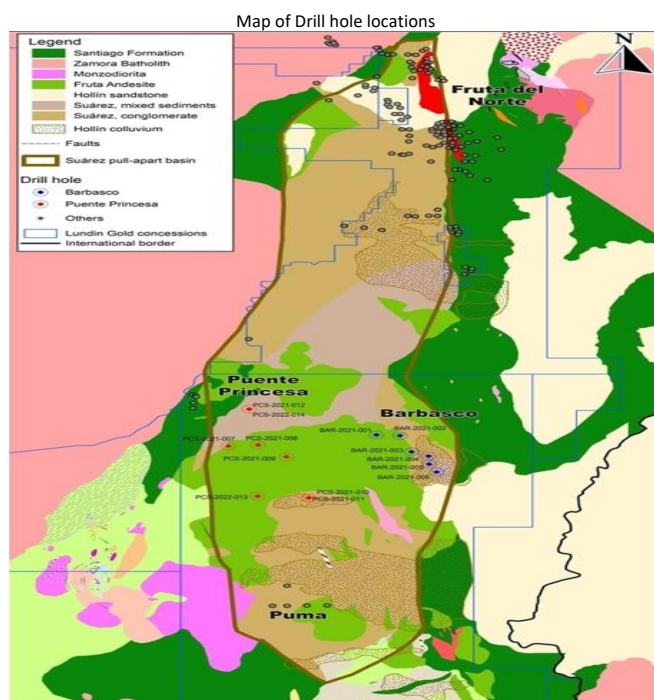 Map of Drill hole locations
Legend
Santiago Formation
Zamora Batholith
Monzodiorita
Fruta Andesite
Hollín sandstone
Suárez, mixed sediments
Suárez, conglomerate
Hollín colluvium
Faults
Suárez pull-apart basin
Drill hole
Barbasco
Puente Princesa
Others
Lundin Gold concessions
International border
N
Fruta del
Norte
Puente
Princesa
PCS-2021-012
PCS-2022-014
Barbasco
BAR-2021-001
BAR-2021-002
PCS-2021-007
PCS-2021-008
BAR-2021-003
PCS-2021-009
BAR-2021-004
BAR-2021-005
BAR-2021-006
PCS-2022-013
PCS-2021-010
PCS-2021-011
Puma